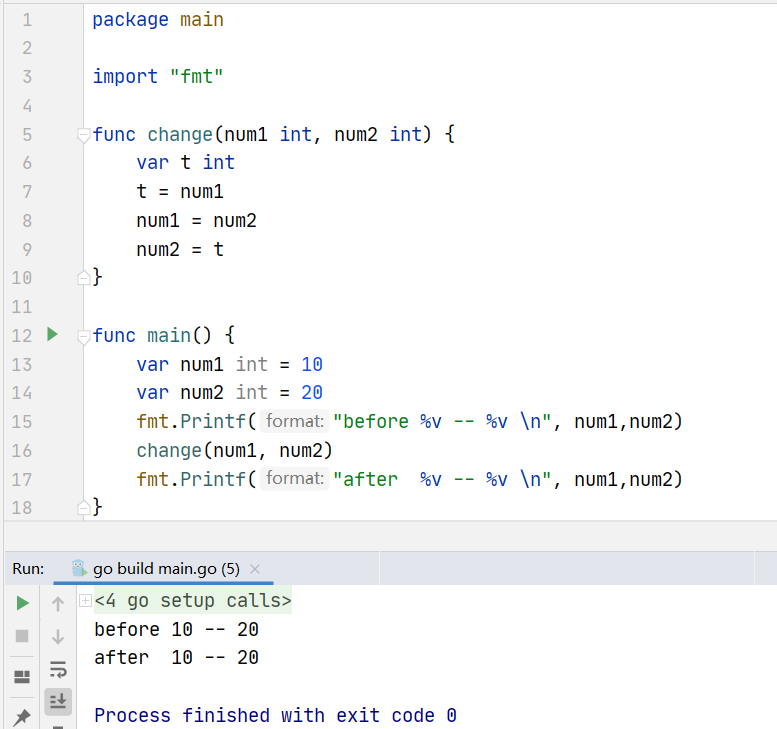 1 package main
2
3 import "fmt"
4
5 func change(num1 int, num2 int) {
6 var t int
7 t = num1
8 num1 = num2
9 num2 = t
10 }
11
12 func main() {
13 var num1 int = 10
14 var num2 int = 20
15 fmt.Printf( format: "before %v -- %v \n", num1,num2)
16 change(num1, num2)
17 fmt.Printf( format: "after  %v -- %v \n", num1,num2)
18 }
Run: go build main.go (5) ×
<4 go setup calls>
before 10 -- 20
after  10 -- 20
Process finished with exit code 0